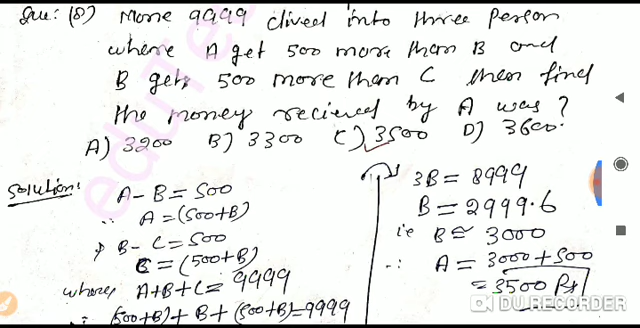 Que: (8) Mone 9999 dived into three person
where A get 500 more than B and
B gets 500 more than C then find
the money recieved by A was?
A) 3200 B) 3300 C) 3500 D) 3600.
Solution:
A - B = 500
∴ A = (500+B)
⇒ B - C = 500
C = (500+B)
where A+B+C = 9999
∴ (500+B) + B + (500+B) = 9999
3B = 8999
B = 2999.6
i.e B ≅ 3000
∴ A = 3000 + 500
= 3500 Rs
DU RECORDER